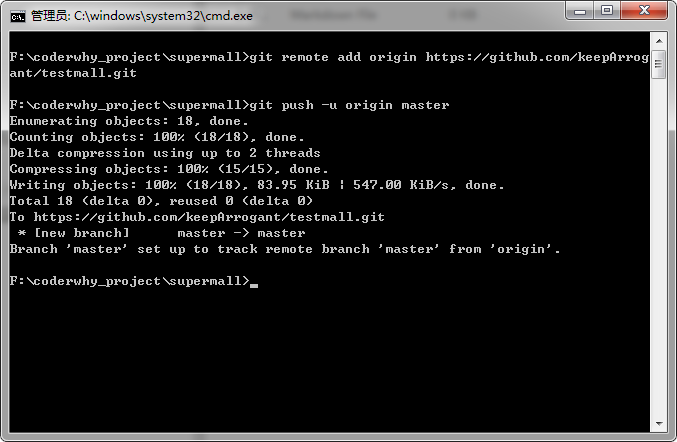 管理员: C:\windows\system32\cmd.exe
F:\coderwhy_project\supermall>git remote add origin https://github.com/keepArrog
ant/testmall.git
F:\coderwhy_project\supermall>git push -u origin master
Enumerating objects: 18, done.
Counting objects: 100% (18/18), done.
Delta compression using up to 2 threads
Compressing objects: 100% (15/15), done.
Writing objects: 100% (18/18), 83.95 KiB | 547.00 KiB/s, done.
Total 18 (delta 0), reused 0 (delta 0)
To https://github.com/keepArrogant/testmall.git
 * [new branch]      master -> master
Branch 'master' set up to track remote branch 'master' from 'origin'.
F:\coderwhy_project\supermall>